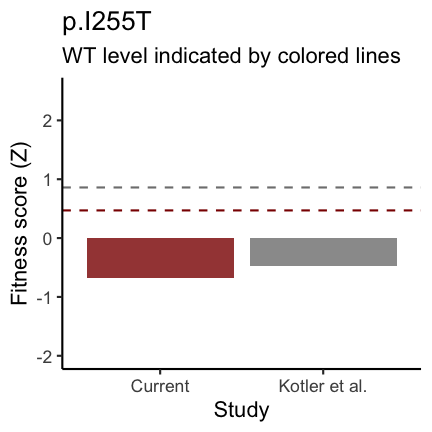 p.I255T
WT level indicated by colored lines
Fitness score (Z)
2
1
0
-1
-2
Current
Kotler et al.
Study